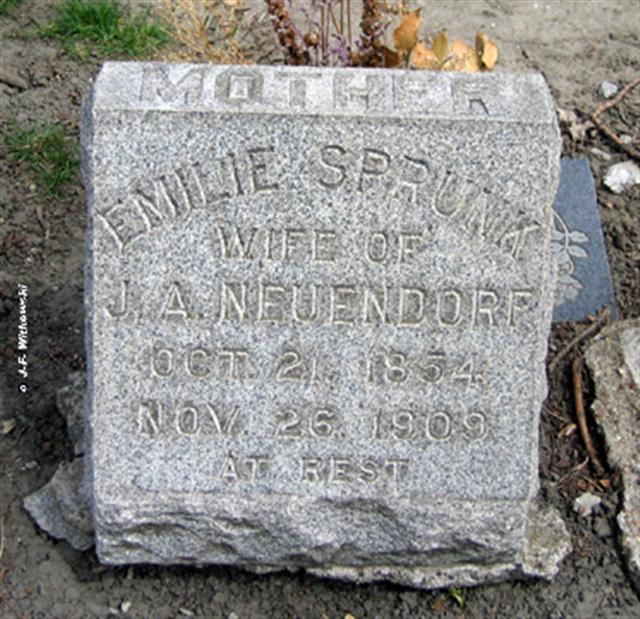 MOTHER
EMILIE SPRUNK
WIFE OF
J. A. NEUENDORF
OCT. 21. 1854.
NOV. 26. 1909.
AT REST
© J.F. Witkowski